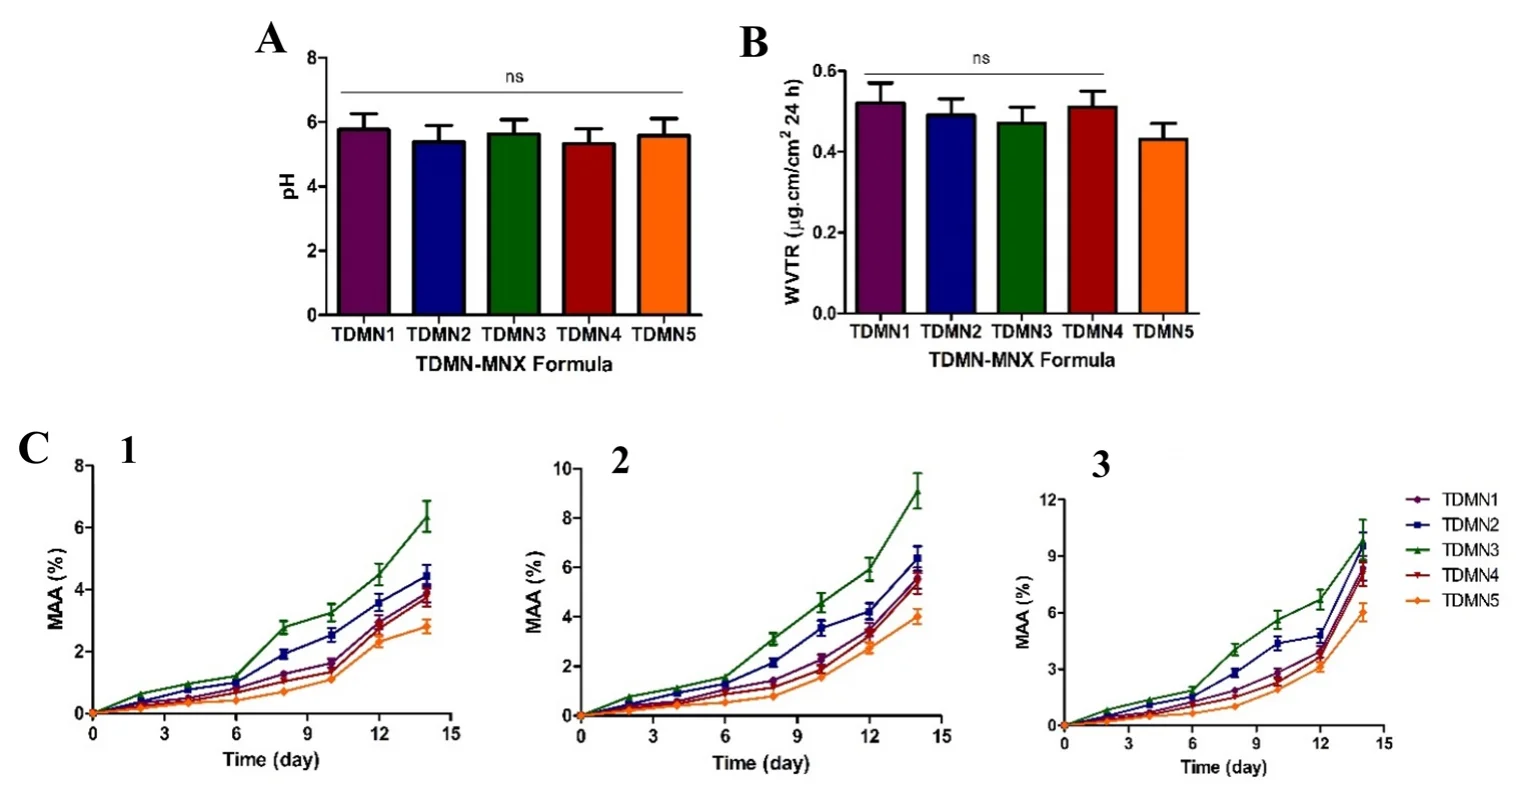 A
B
8
6
4
2
0
pH
ns
TDMN1 TDMN2 TDMN3 TDMN4 TDMN5
TDMN-MNX Formula
0.6
0.4
0.2
0.0
WVTR (µg.cm/cm² 24 h)
ns
TDMN1 TDMN2 TDMN3 TDMN4 TDMN5
TDMN-MNX Formula
C
1
8
6
4
2
0
MAA (%)
0 3 6 9 12 15
Time (day)
2
10
8
6
4
2
0
MAA (%)
0 3 6 9 12 15
Time (day)
3
12
9
6
3
0
MAA (%)
0 3 6 9 12 15
Time (day)
TDMN1
TDMN2
TDMN3
TDMN4
TDMN5